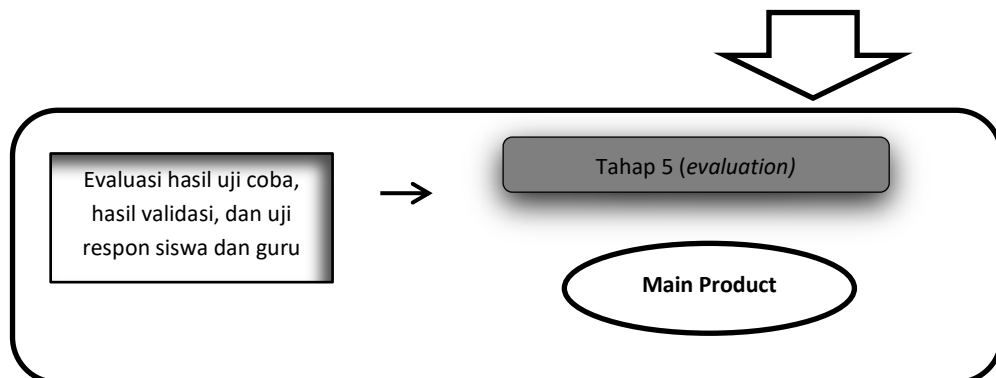 Evaluasi hasil uji coba,
hasil validasi, dan uji
respon siswa dan guru
Tahap 5 (evaluation)
Main Product